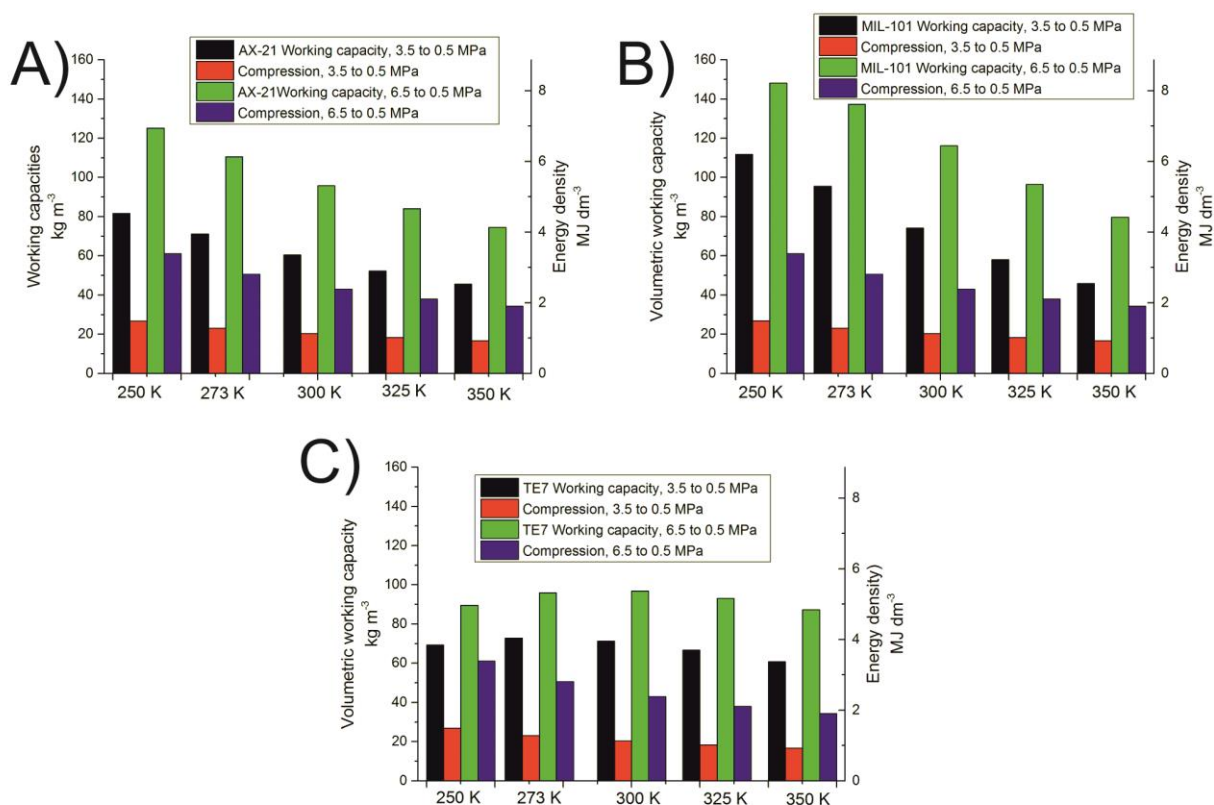 A)
AX-21 Working capacity, 3.5 to 0.5 MPa
Compression, 3.5 to 0.5 MPa
AX-21Working capacity, 6.5 to 0.5 MPa
Compression, 6.5 to 0.5 MPa
Working capacities
kg m-3
160
140
120
100
80
60
40
20
0
250 K
273 K
300 K
325 K
350 K
8
6
4
2
0
Energy density
MJ dm-3
B)
MIL-101 Working capacity, 3.5 to 0.5 MPa
Compression, 3.5 to 0.5 MPa
MIL-101 Working capacity, 6.5 to 0.5 MPa
Compression, 6.5 to 0.5 MPa
Volumetric working capacity
kg m-3
160
140
120
100
80
60
40
20
0
250 K
273 K
300 K
325 K
350 K
8
6
4
2
0
Energy density
MJ dm-3
C)
TE7 Working capacity, 3.5 to 0.5 MPa
Compression, 3.5 to 0.5 MPa
TE7 Working capacity, 6.5 to 0.5 MPa
Compression, 6.5 to 0.5 MPa
Volumetric working capacity
kg m-3
160
140
120
100
80
60
40
20
0
250 K
273 K
300 K
325 K
350 K
8
6
4
2
0
Energy density)
MJ dm-3